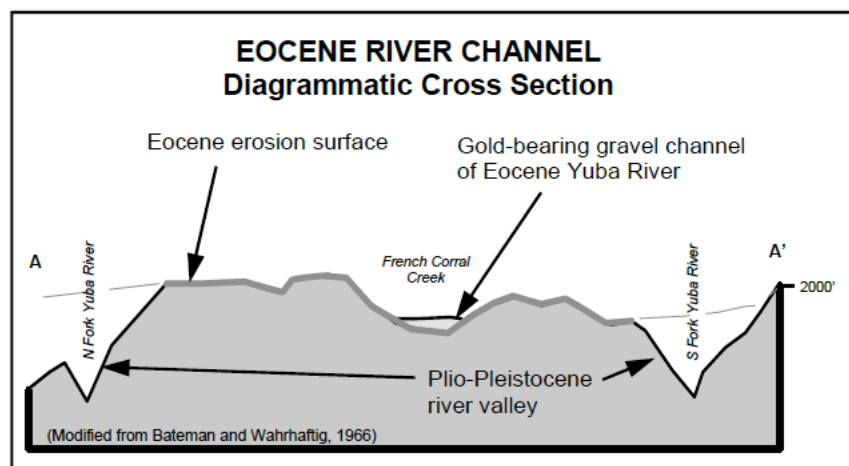 EOCENE RIVER CHANNEL
Diagrammatic Cross Section
Eocene erosion surface
Gold-bearing gravel channel
of Eocene Yuba River
A
N Fork Yuba River
French Corral
Creek
S Fork Yuba River
A’
2000'
Plio-Pleistocene
river valley
(Modified from Bateman and Wahrhaftig, 1966)